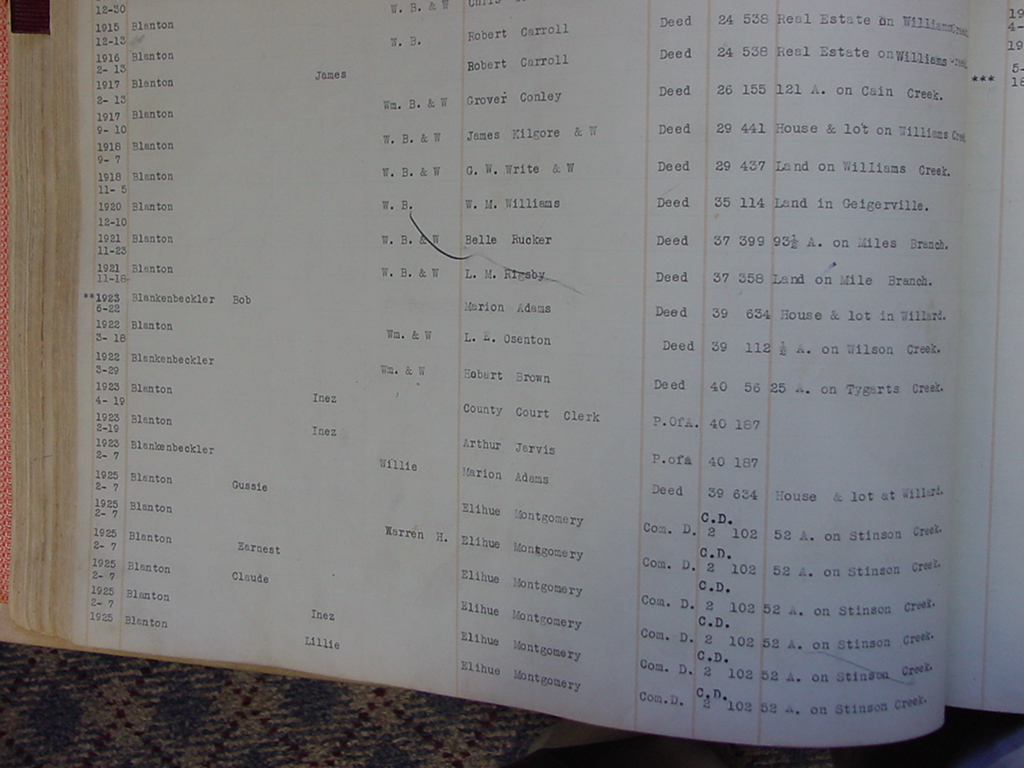 12-30 W. B. & W
1915 Blanton W. B. Robert Carroll Deed 24 538 Real Estate on Williams Creek
12-13
1916 Blanton James Robert Carroll Deed 24 538 Real Estate on Williams Creek
2- 13
1917 Blanton Wm. B. & W Grover Conley Deed 26 155 121 A. on Cain Creek.
2- 13
1917 Blanton W. B. & W James Kilgore & W Deed 29 441 House & lot on Williams Creek
9- 10
1918 Blanton W. B. & W G. W. Write & W Deed 29 437 Land on Williams Creek.
9- 7
1918 Blanton W. B. W. M. Williams Deed 35 114 Land in Geigerville.
11- 5
1920 Blanton W. B. & W Belle Rucker Deed 37 399 93½ A. on Miles Branch.
12-10
1921 Blanton W. B. & W L. M. Rigsby Deed 37 358 Land on Mile Branch.
11-23
1921 Blanton
11-18
**1923 Blankenbeckler Bob Marion Adams Deed 39 634 House & lot in Willard.
6-22
1922 Blanton Wm. & W L. E. Osenton Deed 39 112 ½ A. on Wilson Creek.
3- 18
1922 Blankenbeckler Wm. & W Hobart Brown Deed 40 56 25 A. on Tygarts Creek.
3-29
1923 Blanton Inez County Court Clerk P.ofA. 40 187
4- 19
1923 Blanton Inez Arthur Jarvis P.ofA 40 187
2-19
1923 Blankenbeckler Willie Marion Adams Deed 39 634 House & lot at Willard.
2- 7
1925 Blanton Gussie Elihue Montgomery Com. D. C.D. 2 102 52 A. on Stinson Creek.
2- 7
1925 Blanton Warren H. Elihue Montgomery Com. D. C.D. 2 102 52 A. on Stinson Creek.
2- 7
1925 Blanton Earnest Elihue Montgomery Com. D. C.D. 2 102 52 A. on Stinson Creek.
2- 7
1925 Blanton Claude Elihue Montgomery Com. D. C.D. 2 102 52 A. on Stinson Creek.
2- 7
1925 Blanton Inez Elihue Montgomery Com. D. C.D. 2 102 52 A. on Stinson Creek.
2- 7
1925 Blanton Lillie Elihue Montgomery Com.D. C.D. 2 102 52 A. on Stinson Creek.
***